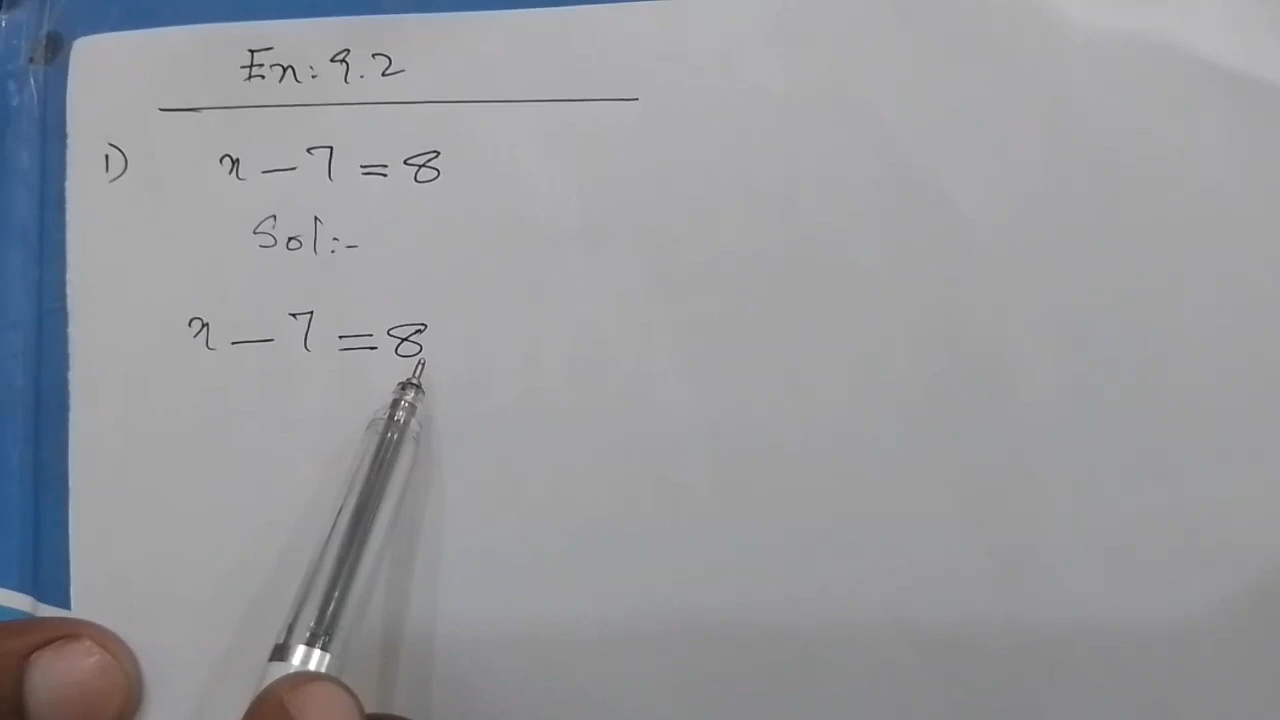 Ex: 9.2
1) x - 7 = 8
Sol:-
x - 7 = 8